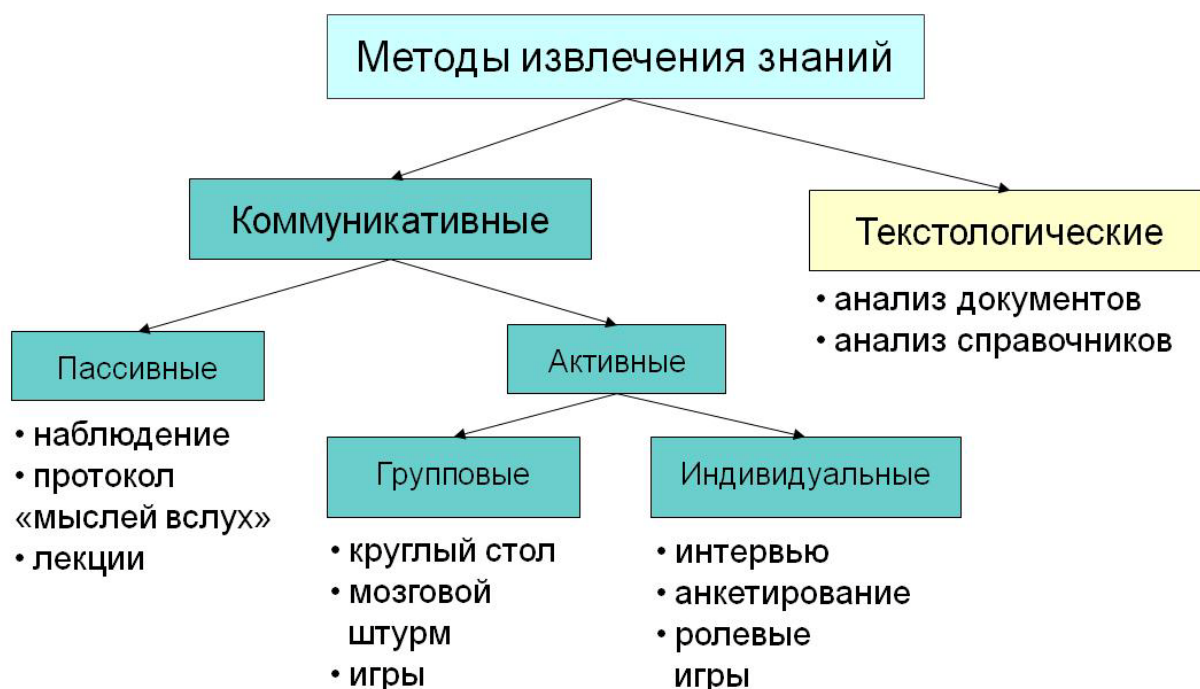 Методы извлечения знаний
Коммуникативные
Текстологические
• анализ документов
• анализ справочников
Пассивные
• наблюдение
• протокол
«мыслей вслух»
• лекции
Активные
Групповые
• круглый стол
• мозговой
штурм
• игры
Индивидуальные
• интервью
• анкетирование
• ролевые
игры